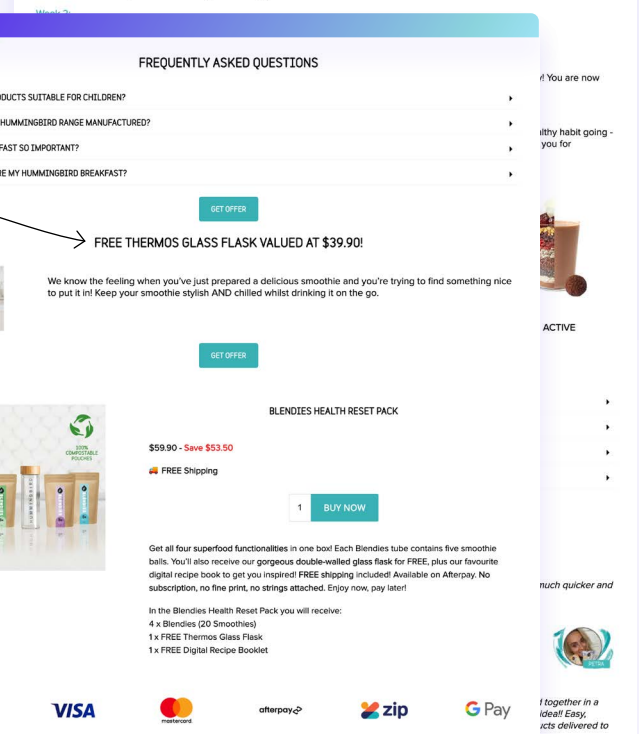 Week 2:
FREQUENTLY ASKED QUESTIONS
y! You are now
DUCTS SUITABLE FOR CHILDREN?
HUMMINGBIRD RANGE MANUFACTURED?
lthy habit going -
FAST SO IMPORTANT?
you for
RE MY HUMMINGBIRD BREAKFAST?
GET OFFER
FREE THERMOS GLASS FLASK VALUED AT $39.90!
We know the feeling when you've just prepared a delicious smoothie and you're trying to find something nice
to put it in! Keep your smoothie stylish AND chilled whilst drinking it on the go.
ACTIVE
GET OFFER
BLENDIES HEALTH RESET PACK
100%
COMPOSTABLE
POUCHES
$59.90 - Save $53.50
FREE Shipping
HUMMINGBIRD
1 BUY NOW
Get all four superfood functionalities in one box! Each Blendies tube contains five smoothie
balls. You'll also receive our gorgeous double-walled glass flask for FREE, plus our favourite
digital recipe book to get you inspired! FREE shipping included! Available on Afterpay. No
subscription, no fine print, no strings attached. Enjoy now, pay later!
nuch quicker and
In the Blendies Health Reset Pack you will receive:
4 x Blendies (20 Smoothies)
1 x FREE Thermos Glass Flask
1 x FREE Digital Recipe Booklet
PETRA
VISA
mastercard
afterpay
zip
G Pay
d together in a
idea!! Easy,
ucts delivered to